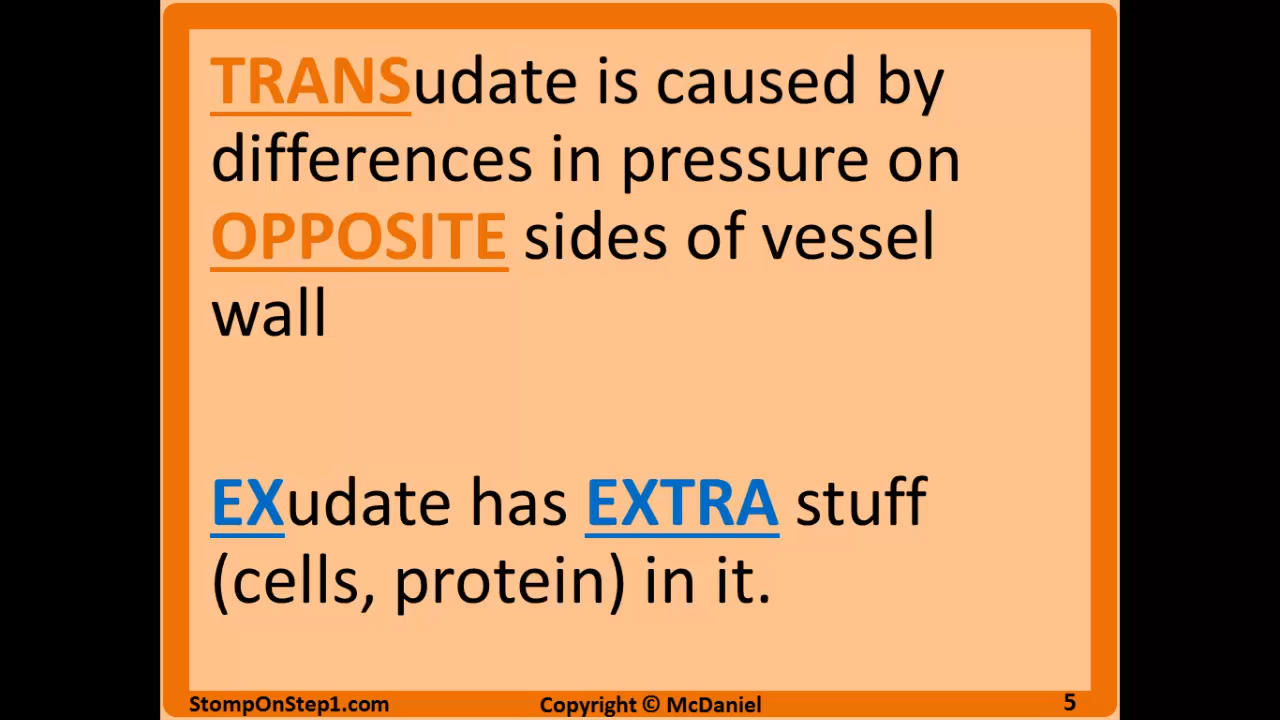 TRANSudate is caused by
differences in pressure on
OPPOSITE sides of vessel
wall
EXudate has EXTRA stuff
(cells, protein) in it.
StompOnStep1.com Copyright © McDaniel 5